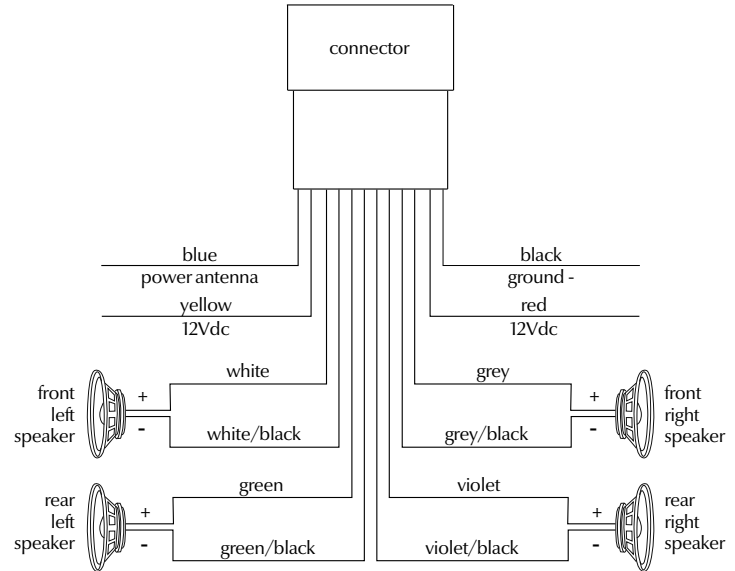 connector
blue
power antenna
yellow
12Vdc
black
ground -
red
12Vdc
front
left
speaker
+
-
white
white/black
grey
grey/black
+
-
front
right
speaker
rear
left
speaker
+
-
green
green/black
violet
violet/black
+
-
rear
right
speaker